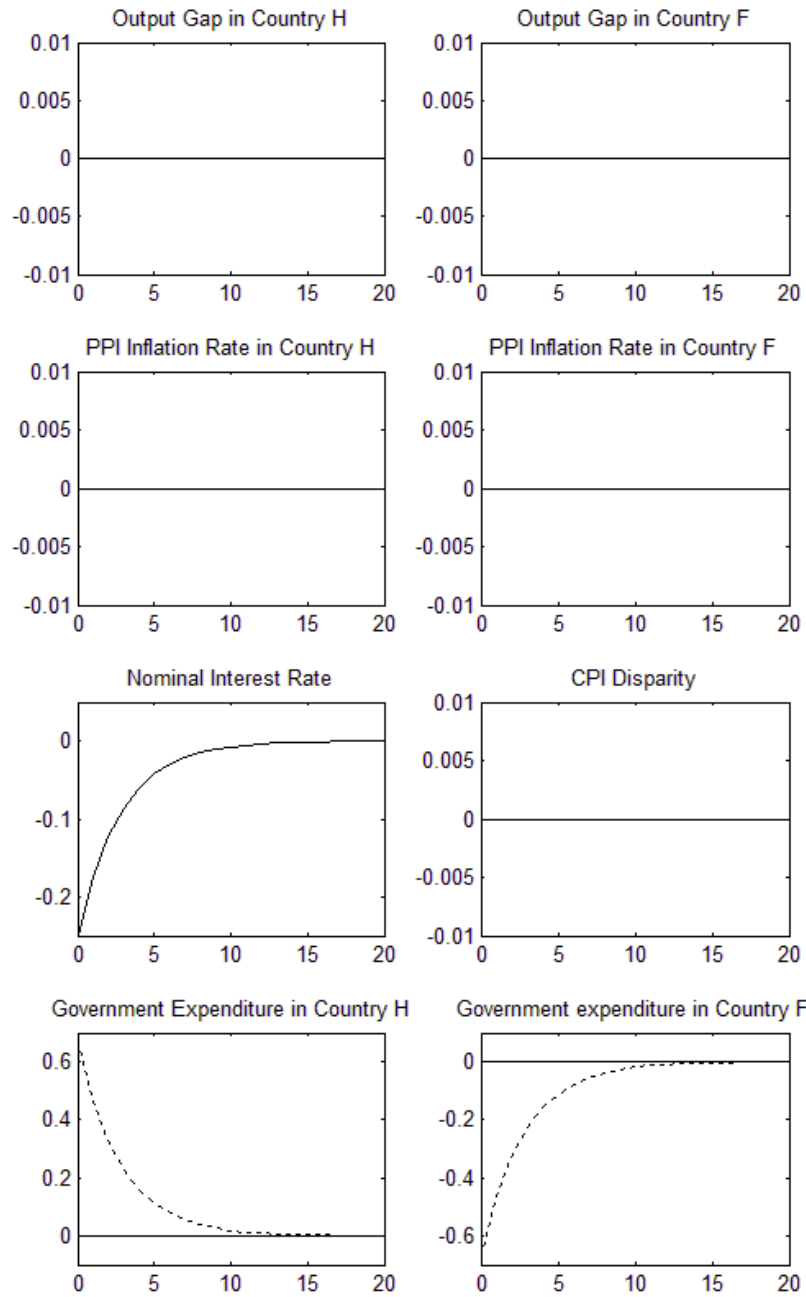 Output Gap in Country H
0.01
0.005
0
-0.005
-0.01
0 5 10 15 20
Output Gap in Country F
0.01
0.005
0
-0.005
-0.01
0 5 10 15 20
PPI Inflation Rate in Country H
0.01
0.005
0
-0.005
-0.01
0 5 10 15 20
PPI Inflation Rate in Country F
0.01
0.005
0
-0.005
-0.01
0 5 10 15 20
Nominal Interest Rate
0
-0.1
-0.2
0 5 10 15 20
CPI Disparity
0.01
0.005
0
-0.005
-0.01
0 5 10 15 20
Government Expenditure in Country H
0.6
0.4
0.2
0
0 5 10 15 20
Government expenditure in Country F
0
-0.2
-0.4
-0.6
0 5 10 15 20